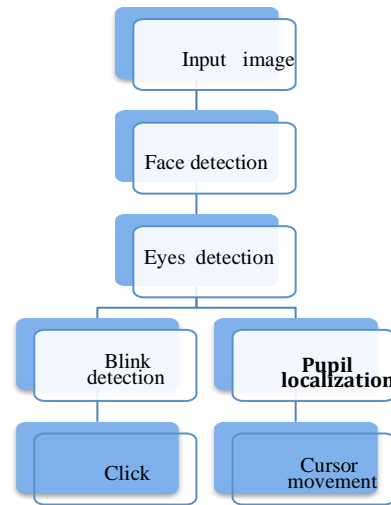 Input image
Face detection
Eyes detection
Blink
detection
Pupil
localization
Click
Cursor
movement